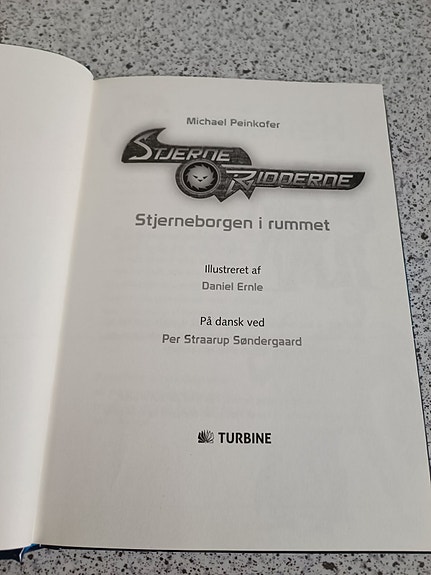 Michael Peinkofer
STJERNE
RIDDERNE
Stjerneborgen i rummet
Illustreret af
Daniel Ernle
På dansk ved
Per Straarup Søndergaard
TURBINE